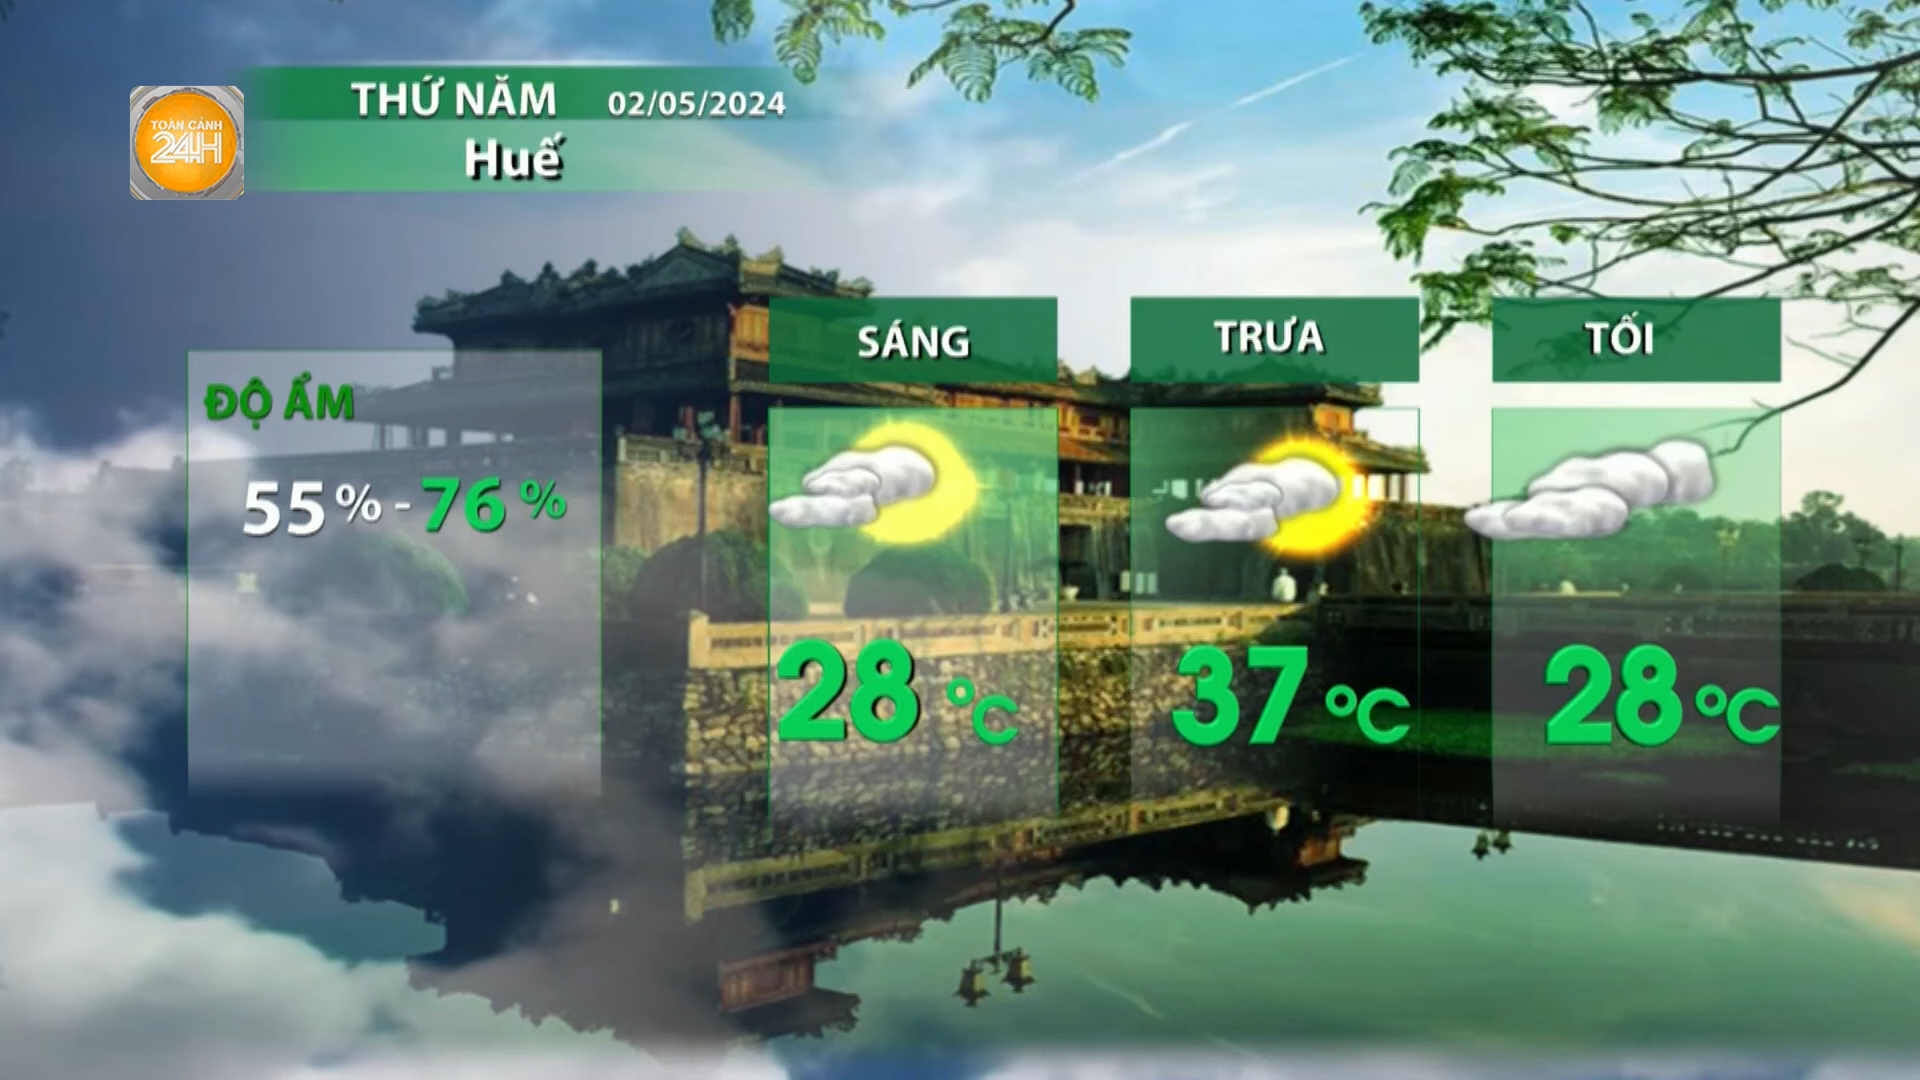 TOÀN CẢNH
24H
THỨ NĂM 02/05/2024
Huế
ĐỘ ẨM
55% - 76%
SÁNG
TRƯA
TỐI
28°C
37°C
28°C